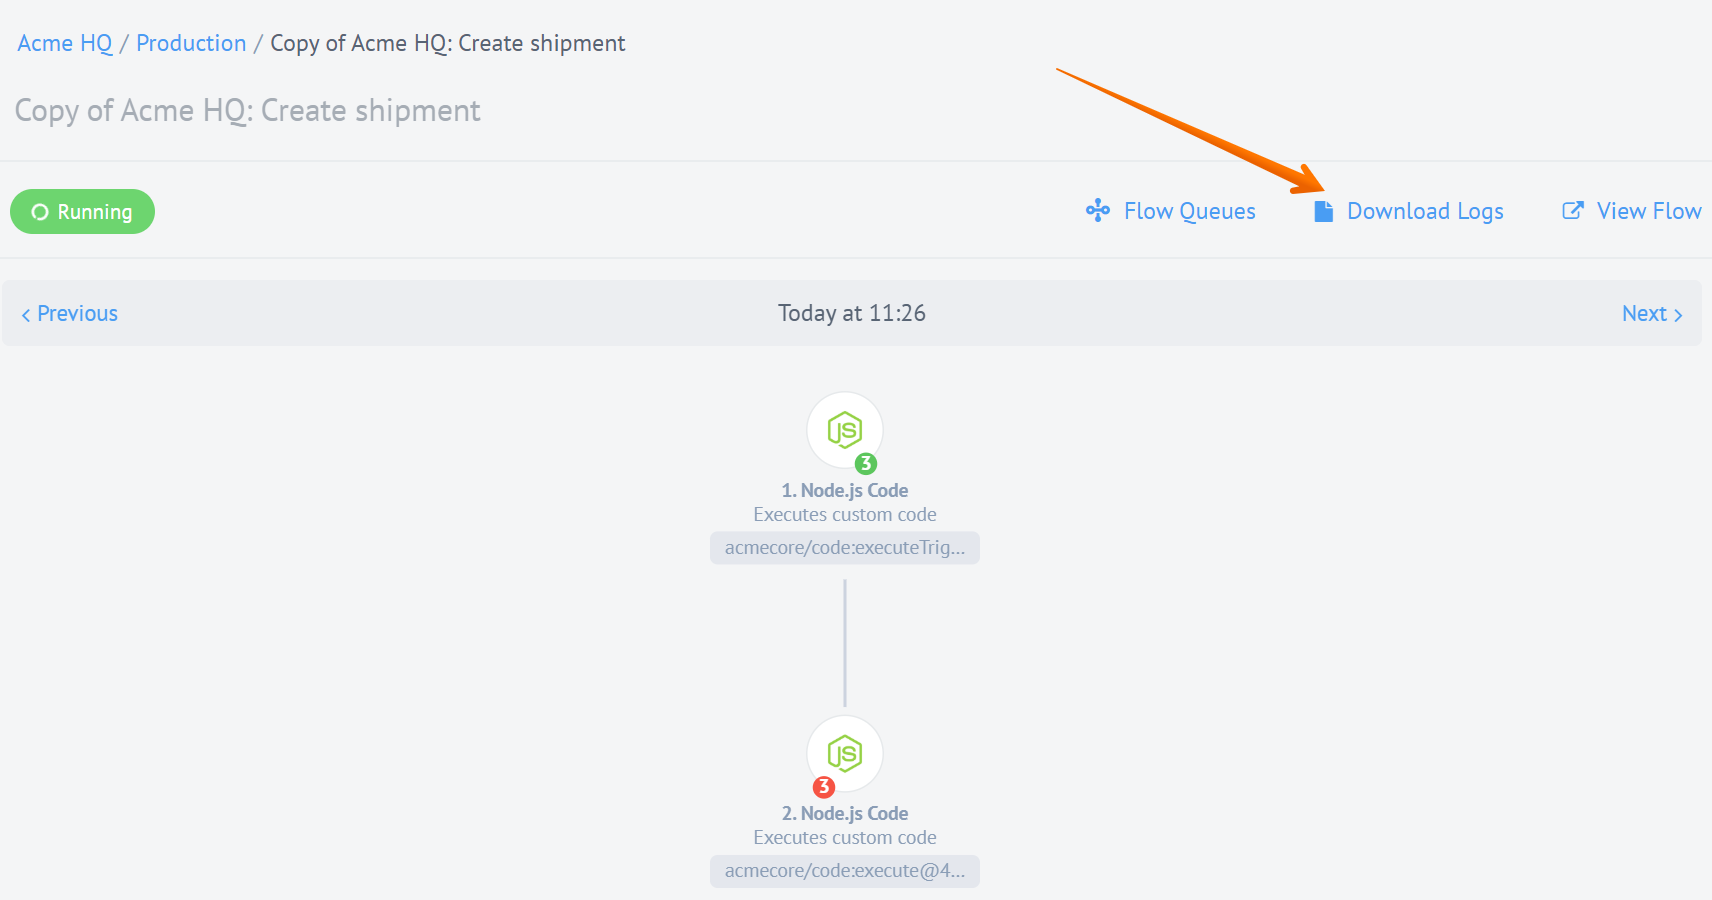 Acme HQ / Production / Copy of Acme HQ: Create shipment
Copy of Acme HQ: Create shipment
Running
Flow Queues
Download Logs
View Flow
Previous
Today at 11:26
Next
JS
3
1. Node.js Code
Executes custom code
acmecore/code:executeTrig...
JS
3
2. Node.js Code
Executes custom code
acmecore/code:execute@4...